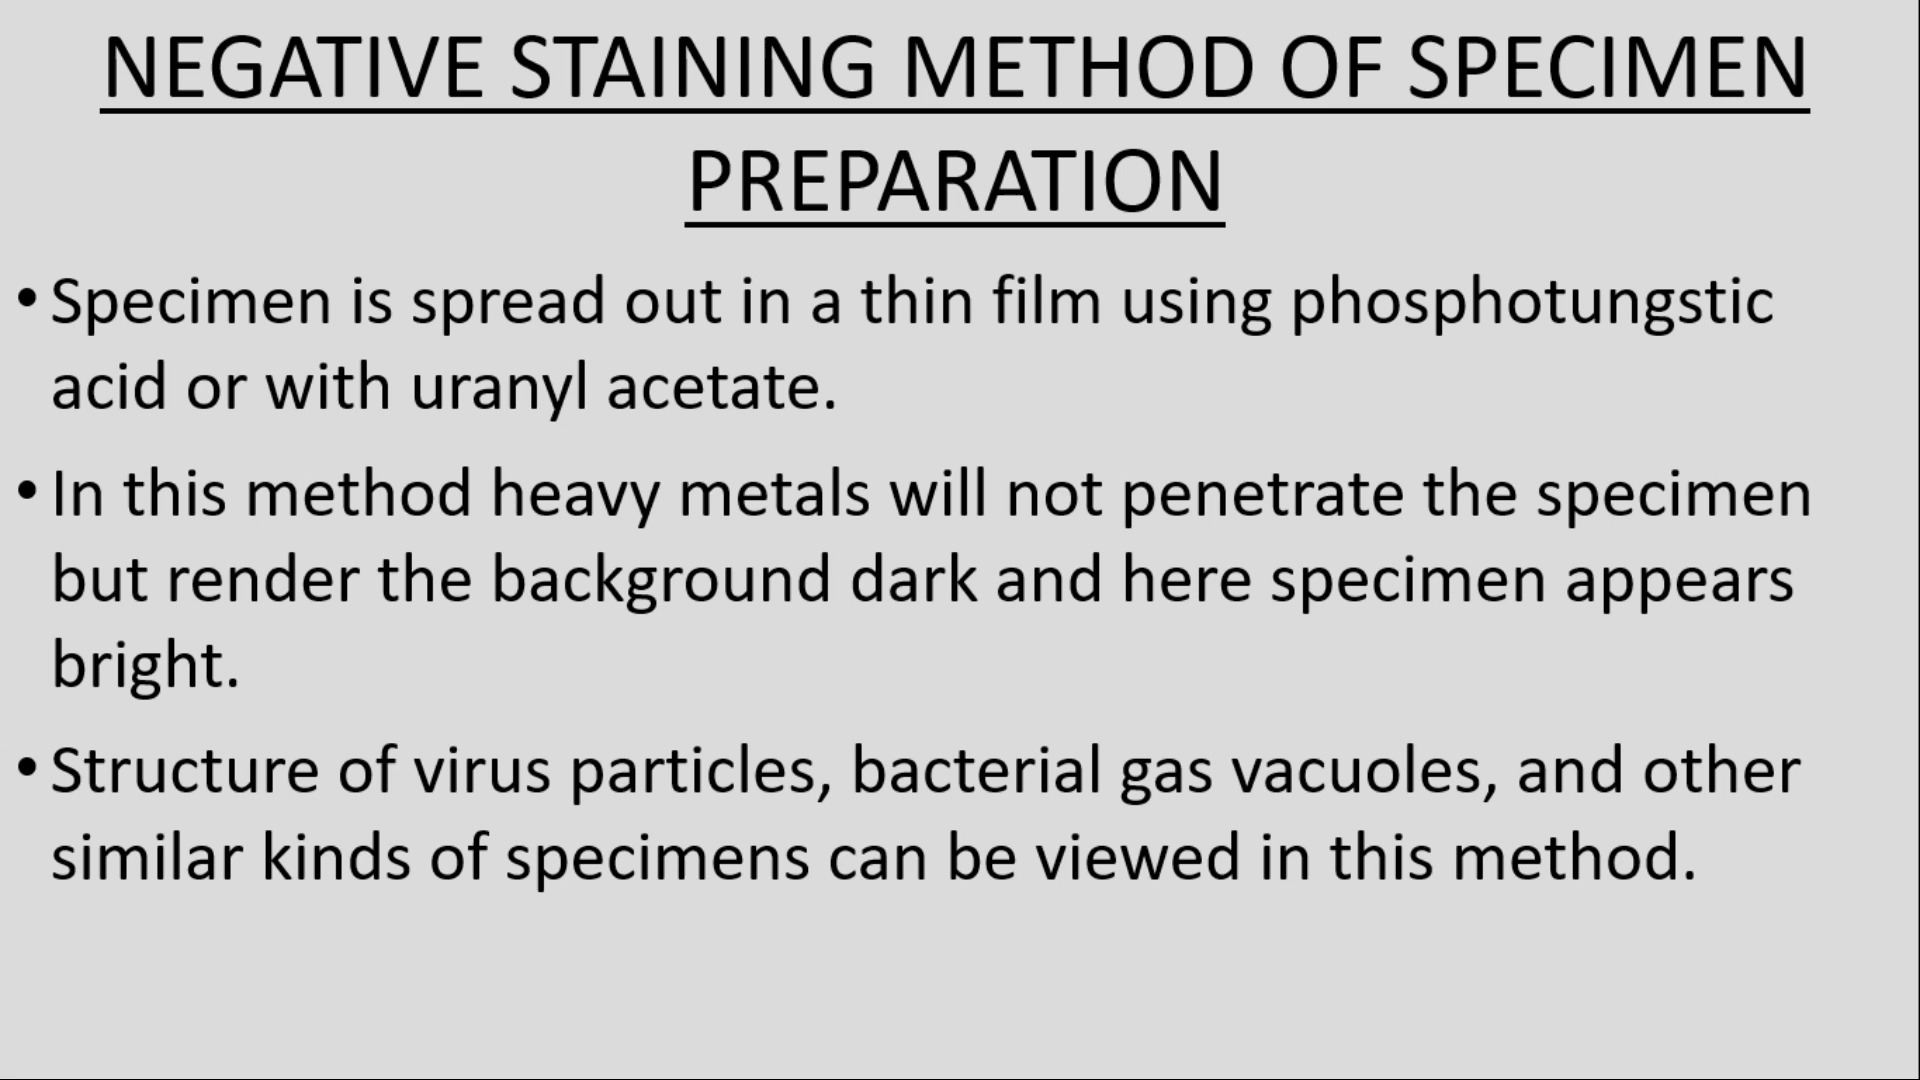 NEGATIVE STAINING METHOD OF SPECIMEN
PREPARATION
• Specimen is spread out in a thin film using phosphotungstic
acid or with uranyl acetate.
• In this method heavy metals will not penetrate the specimen
but render the background dark and here specimen appears
bright.
• Structure of virus particles, bacterial gas vacuoles, and other
similar kinds of specimens can be viewed in this method.